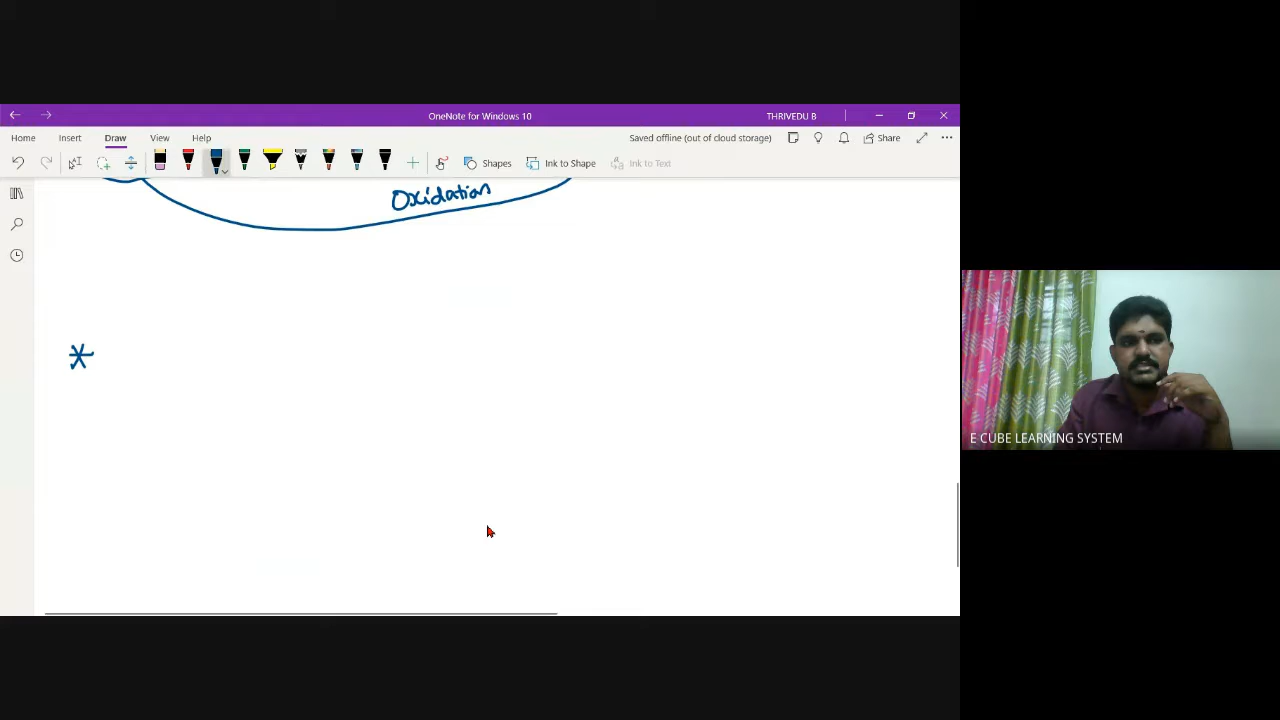 OneNote for Windows 10
THRIVEDU B
Home Insert Draw View Help
Saved offline (out of cloud storage)
Share
Shapes
Ink to Shape
Ink to Text
Oxidation
*
E CUBE LEARNING SYSTEM